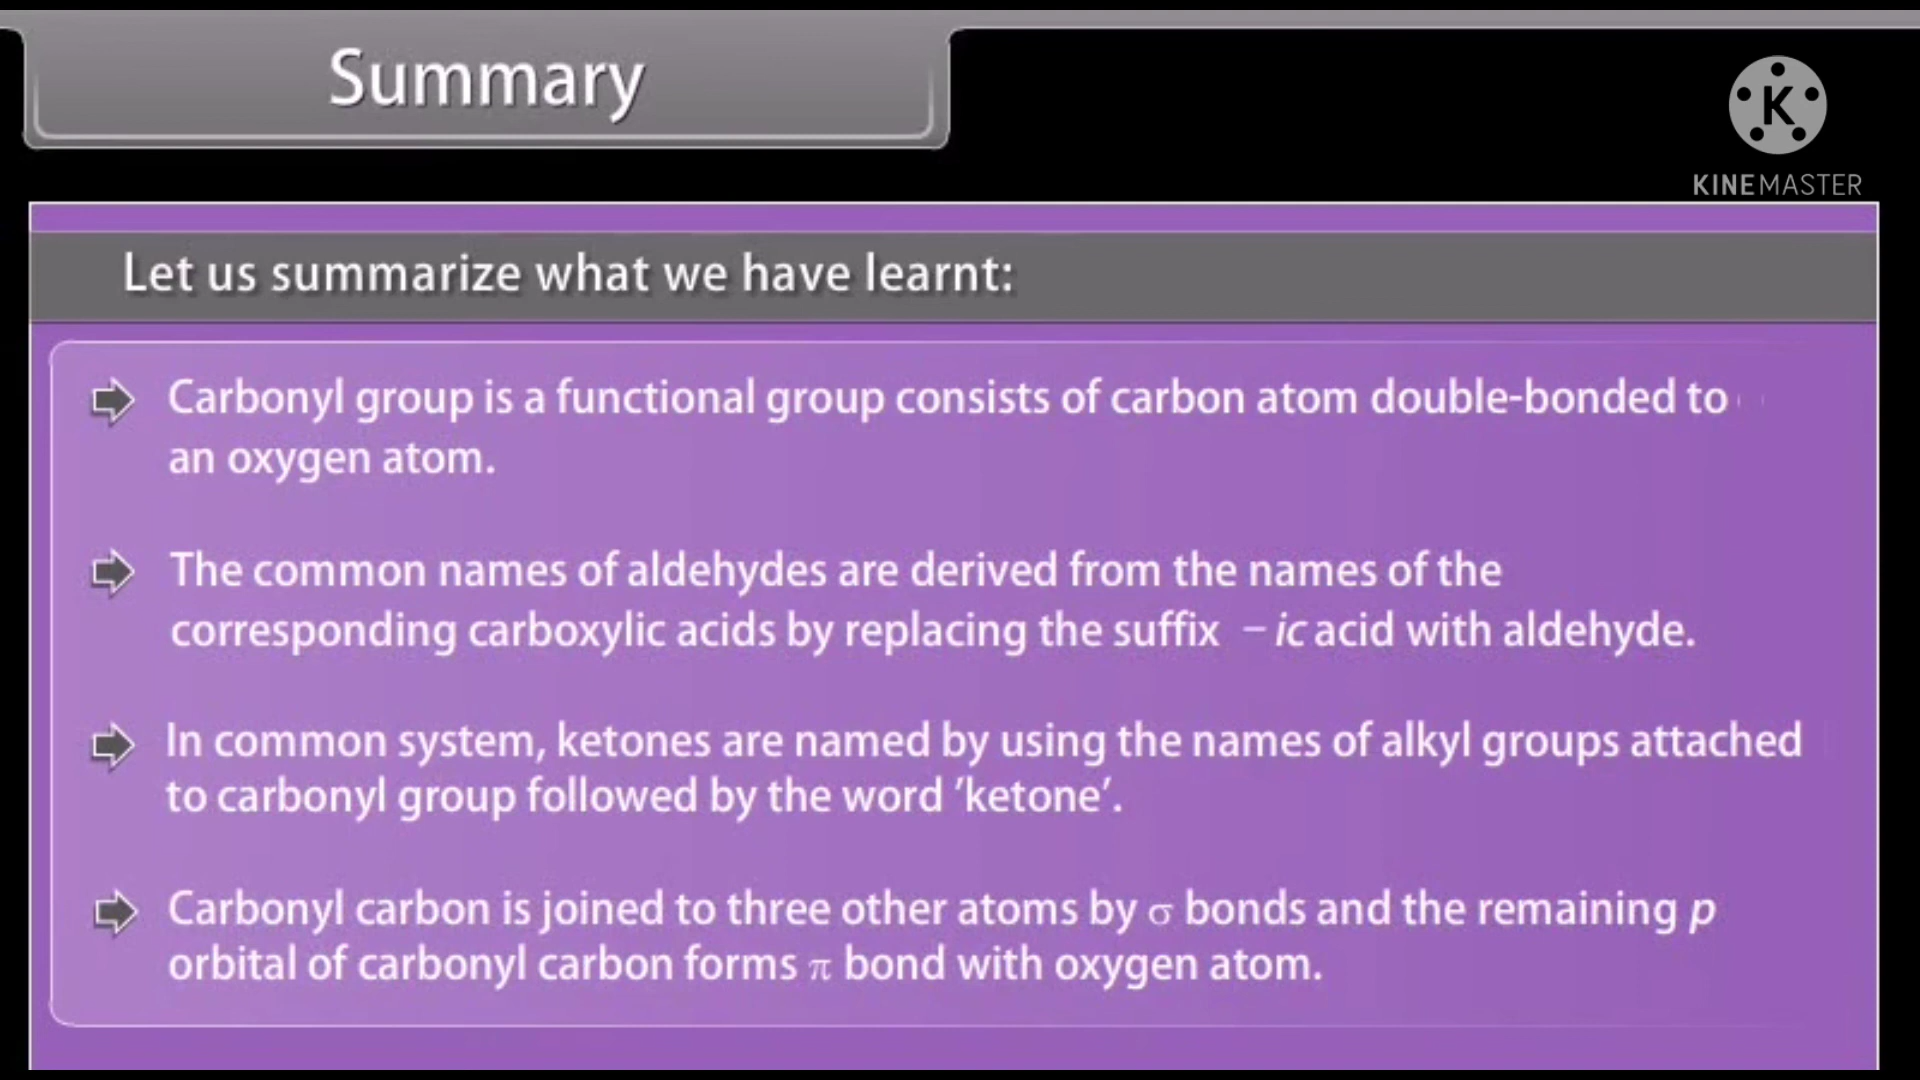 Summary
KINEMASTER
Let us summarize what we have learnt:
Carbonyl group is a functional group consists of carbon atom double-bonded to
an oxygen atom.
The common names of aldehydes are derived from the names of the
corresponding carboxylic acids by replacing the suffix – ic acid with aldehyde.
In common system, ketones are named by using the names of alkyl groups attached
to carbonyl group followed by the word ’ketone’.
Carbonyl carbon is joined to three other atoms by σ bonds and the remaining p
orbital of carbonyl carbon forms π bond with oxygen atom.